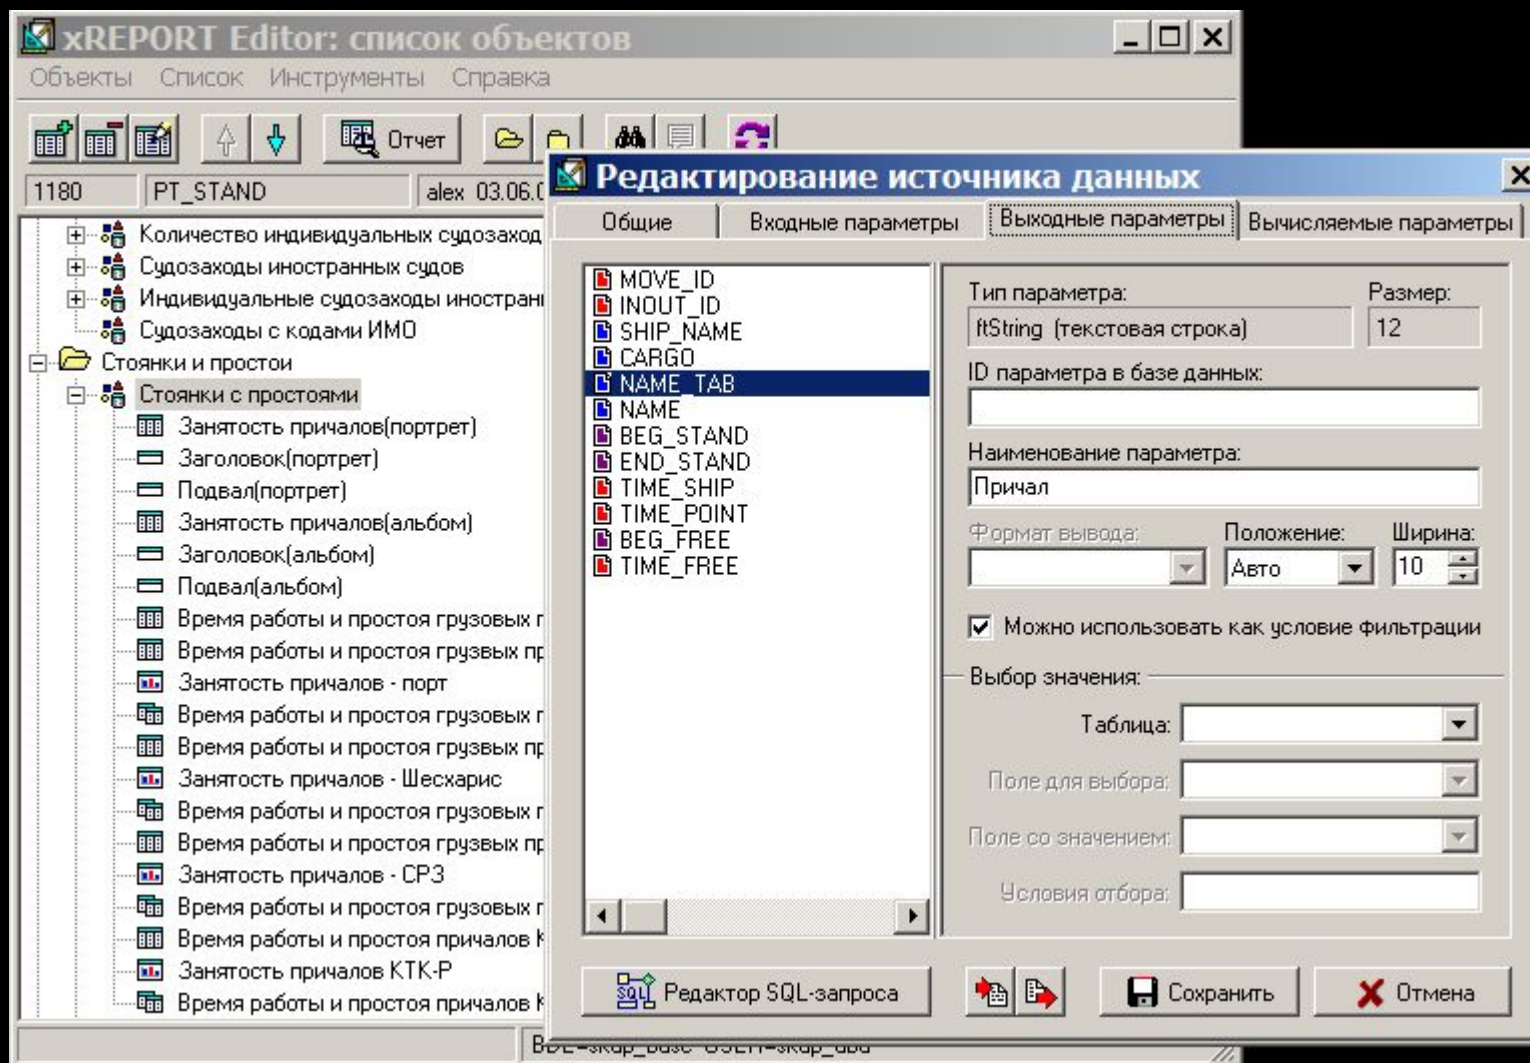 xREPORT Editor: список объектов
Объекты Список Инструменты Справка
Отчет
1180 PT_STAND alex 03.06.0
Количество индивидуальных судозаход
Судозаходы иностранных судов
Индивидуальные судозаходы иностран
Судозаходы с кодами ИМО
Стоянки и простои
Стоянки с простоями
Занятость причалов(портрет)
Заголовок(портрет)
Подвал(портрет)
Занятость причалов(альбом)
Заголовок(альбом)
Подвал(альбом)
Время работы и простоя грузовых п
Время работы и простоя грузвых пр
Занятость причалов - порт
Время работы и простоя грузовых п
Время работы и простоя грузвых пр
Занятость причалов - Шесхарис
Время работы и простоя грузовых п
Время работы и простоя грузвых пр
Занятость причалов - СРЗ
Время работы и простоя грузовых п
Время работы и простоя причалов К
Занятость причалов КТК-Р
Время работы и простоя причалов К
Редактирование источника данных
Общие Входные параметры Выходные параметры Вычисляемые параметры
MOVE_ID
INOUT_ID
SHIP_NAME
CARGO
NAME_TAB
NAME
BEG_STAND
END_STAND
TIME_SHIP
TIME_POINT
BEG_FREE
TIME_FREE
Тип параметра: Размер:
ftString (текстовая строка) 12
ID параметра в базе данных:
Наименование параметра:
Причал
Формат вывода: Положение: Ширина:
Авто 10
Можно использовать как условие фильтрации
Выбор значения:
Таблица:
Поле для выбора:
Поле со значением:
Условия отбора:
SQL Редактор SQL-запроса Сохранить Отмена